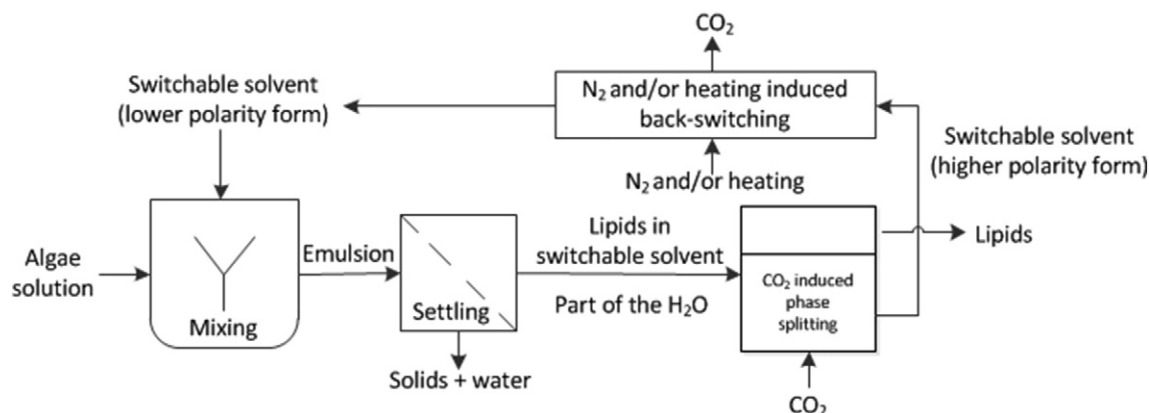 CO₂
Switchable solvent
(lower polarity form)
N₂ and/or heating induced
back-switching
Switchable solvent
(higher polarity form)
N₂ and/or heating
Algae
solution
Mixing
Emulsion
Settling
Solids + water
Lipids in
switchable solvent
Part of the H₂O
CO₂ induced
phase
splitting
Lipids
CO₂